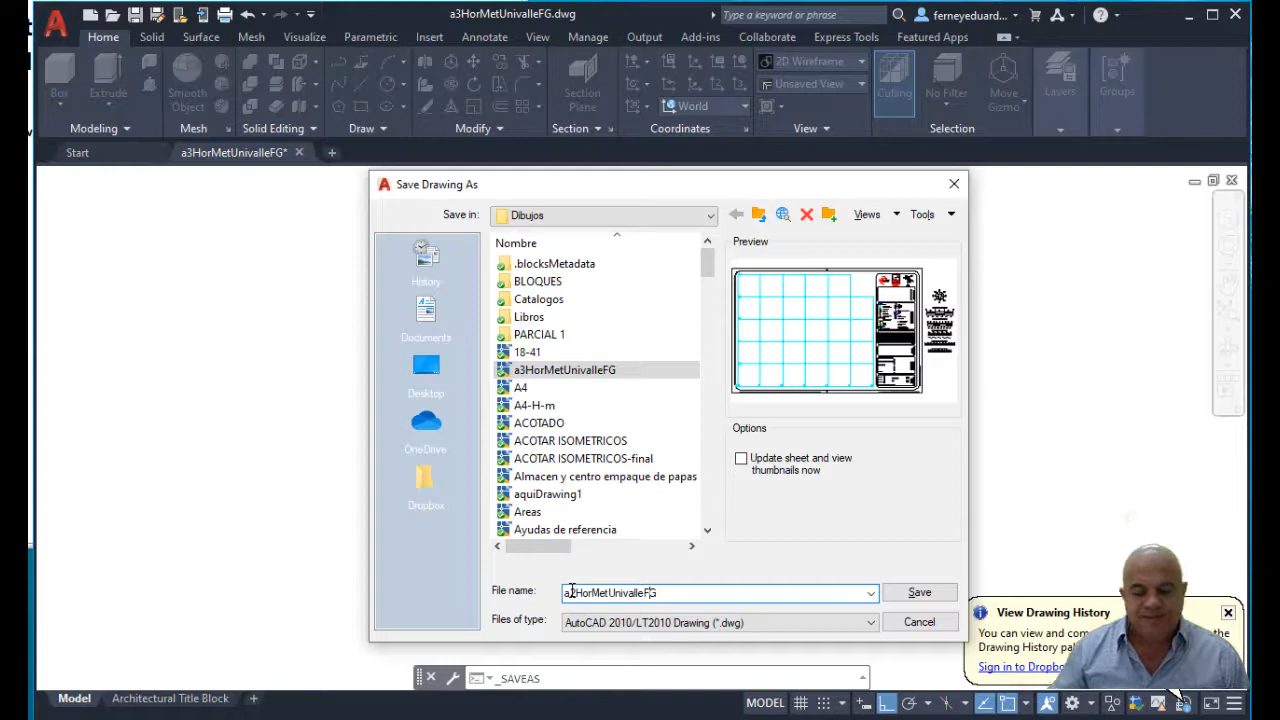 a3HorMetUnivalleFG.dwg
Type a keyword or phrase
ferneyeduard...
Home
Solid
Surface
Mesh
Visualize
Parametric
Insert
Annotate
View
Manage
Output
Add-ins
Collaborate
Express Tools
Featured Apps
Box
Extrude
Smooth
Object
Section
Plane
2D Wireframe
Unsaved View
World
Culling
No Filter
Move
Gizmo
Layers
Groups
Modeling
Mesh
Solid Editing
Draw
Modify
Section
Coordinates
View
Selection
Start
a3HorMetUnivalleFG*
Save Drawing As
Save in:
Dibujos
Views
Tools
History
Documents
Desktop
OneDrive
Dropbox
Nombre
.blocksMetadata
BLOQUES
Catalogos
Libros
PARCIAL 1
18-41
a3HorMetUnivalleFG
A4
A4-H-m
ACOTADO
ACOTAR ISOMETRICOS
ACOTAR ISOMETRICOS-final
Almacen y centro empaque de papas
aquiDrawing1
Areas
Ayudas de referencia
Preview
Options
Update sheet and view
thumbnails now
File name:
a2HorMetUnivalleFG
Save
Files of type:
AutoCAD 2010/LT2010 Drawing (*.dwg)
Cancel
View Drawing History
You can view and com
the
Drawing History pal
Sign in to Dropbo
_SAVEAS
Model
Architectural Title Block
MODEL